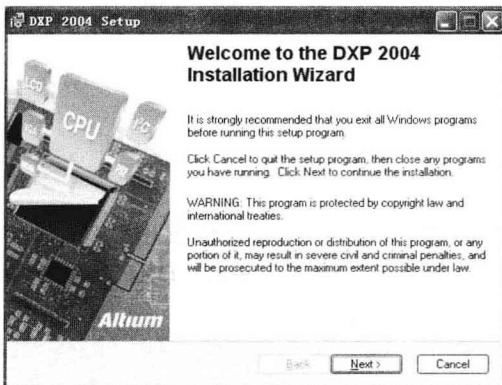 DXP 2004 Setup
Welcome to the DXP 2004
Installation Wizard
It is strongly recommended that you exit all Windows programs
before running this setup program.
Click Cancel to quit the setup program, then close any programs
you have running. Click Next to continue the installation.
WARNING: This program is protected by copyright law and
international treaties.
Unauthorized reproduction or distribution of this program, or any
portion of it, may result in severe civil and criminal penalties, and
will be prosecuted to the maximum extent possible under law.
LCD
CPU
I²C
Altium
Back
Next >
Cancel